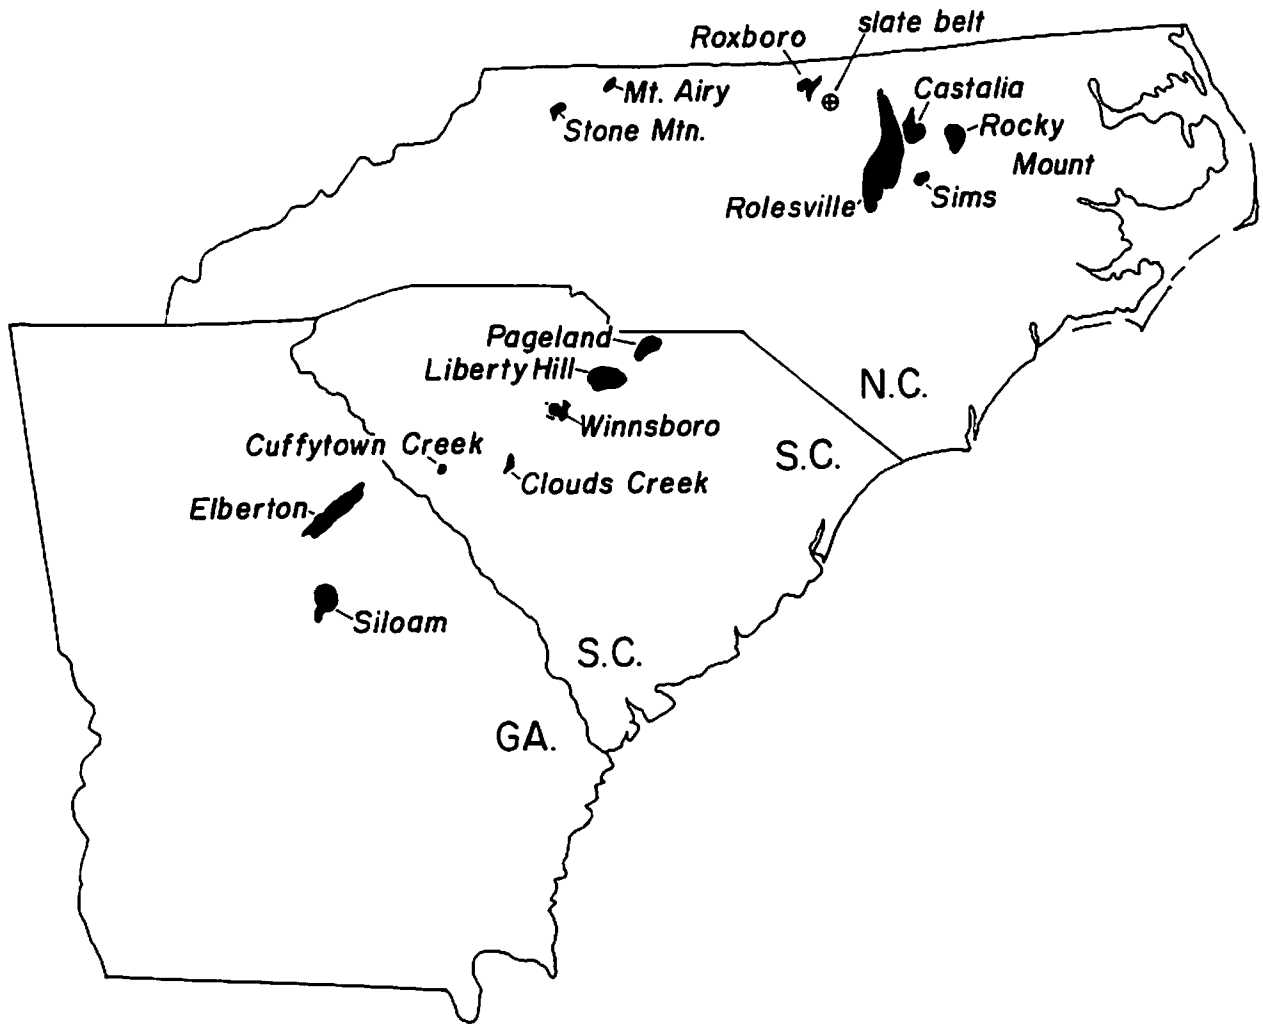 slate belt
Roxboro
Mt. Airy
Castalia
Stone Mtn.
Rocky
Mount
Rolesville
Sims
Pageland
Liberty Hill
N.C.
Winnsboro
Cuffytown Creek
S.C.
Clouds Creek
Elberton
Siloam
S.C.
GA.